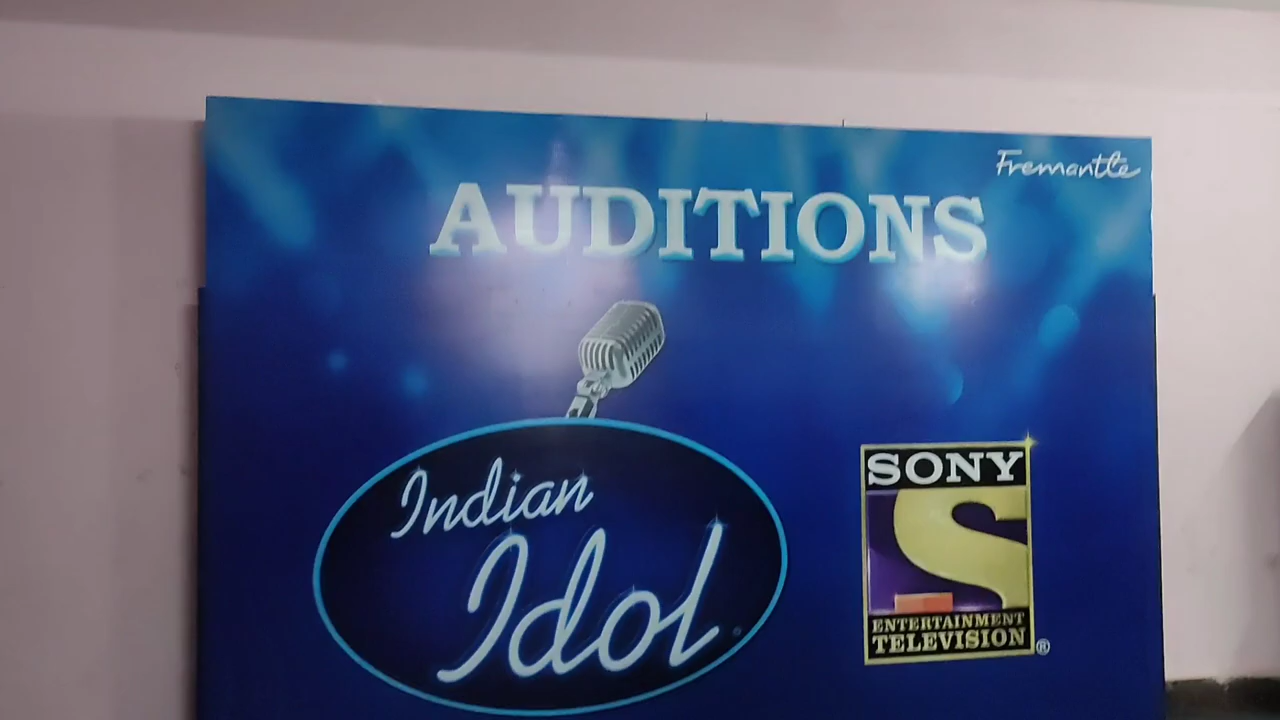 Fremantle
AUDITIONS
Indian
Idol
SONY
S
ENTERTAINMENT
TELEVISION
®